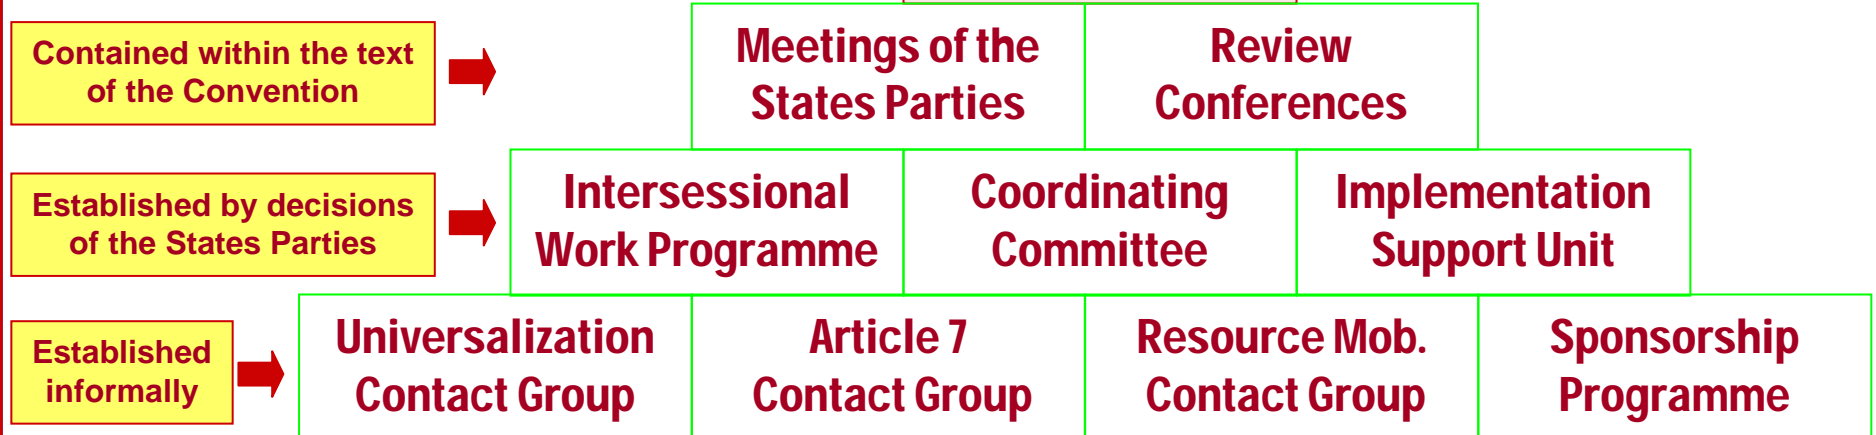 Contained within the text
of the Convention
Meetings of the
States Parties
Review
Conferences
Established by decisions
of the States Parties
Intersessional
Work Programme
Coordinating
Committee
Implementation
Support Unit
Established
informally
Universalization
Contact Group
Article 7
Contact Group
Resource Mob.
Contact Group
Sponsorship
Programme